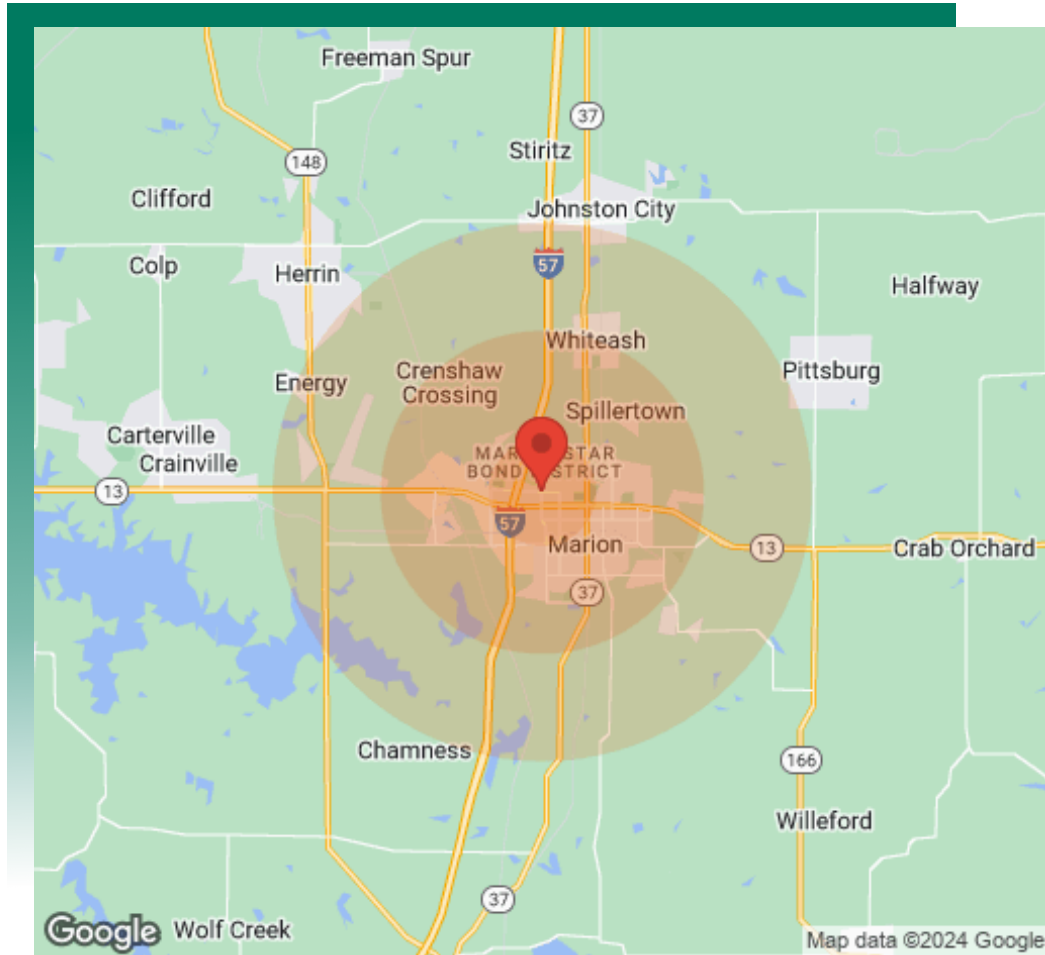 Freeman Spur
37
Stiritz
148
Clifford
Johnston City
Colp
Herrin
57
Halfway
Whiteash
Crenshaw
Crossing
Pittsburg
Energy
Spillertown
Carterville
Crainville
STAR
BOND
13
57
Marion
13
Crab Orchard
37
Chamness
166
Willeford
37
Google
Wolf Creek
Map data ©2024 Google